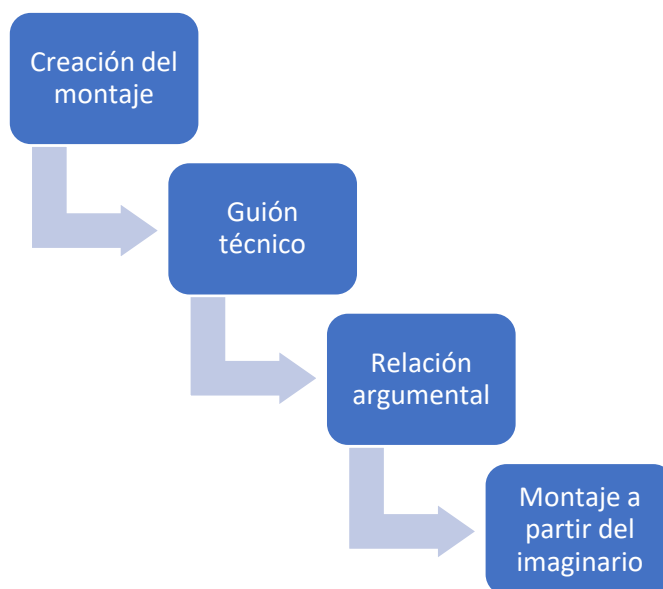 Creación del
montaje
Guión
técnico
Relación
argumental
Montaje a
partir del
imaginario